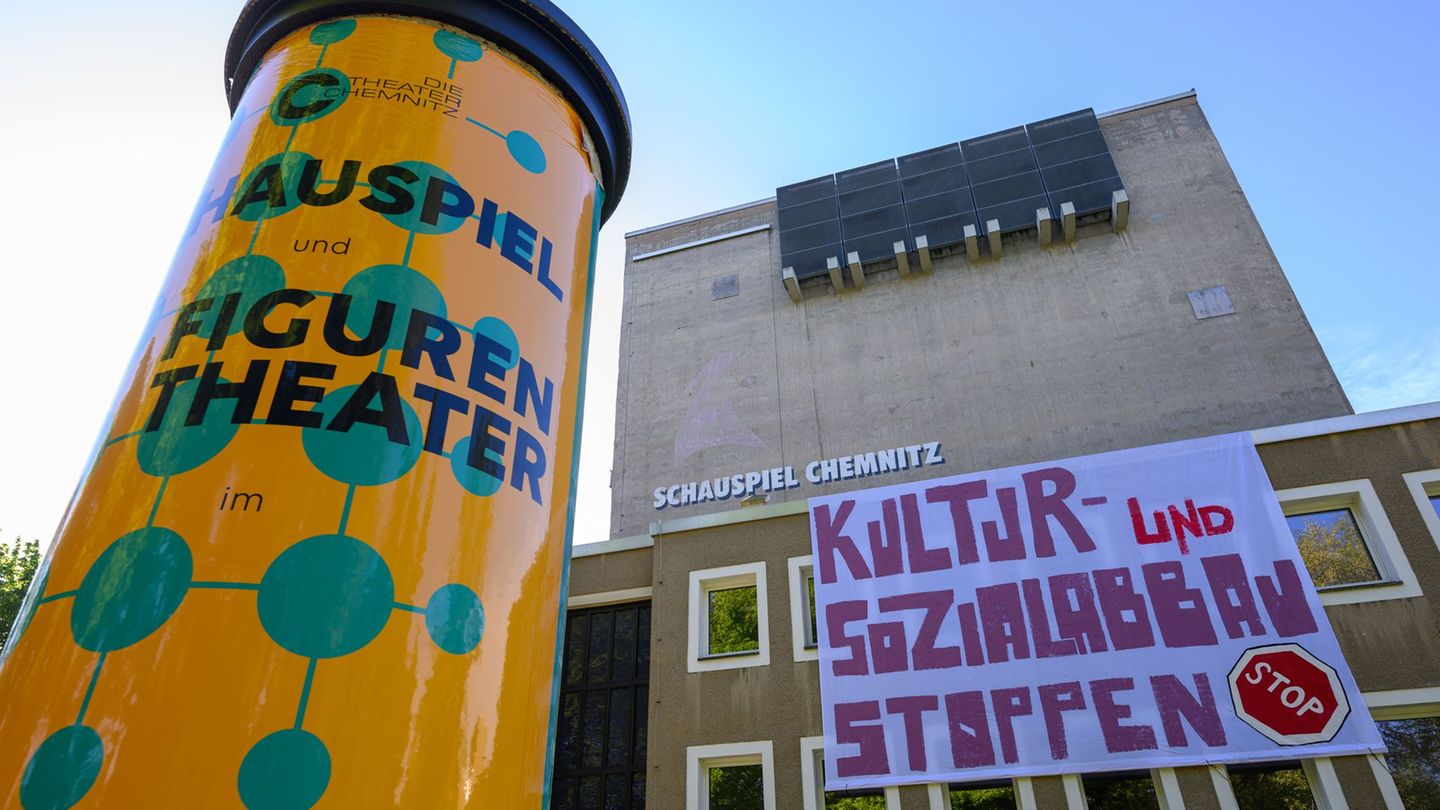 DIE
THEATER
CHEMNITZ
HAUSPIEL
und
FIGUREN
THEATER
im
SCHAUSPIEL CHEMNITZ
KULTUR- UND
SOZIALABBAU
STOPPEN
STOP